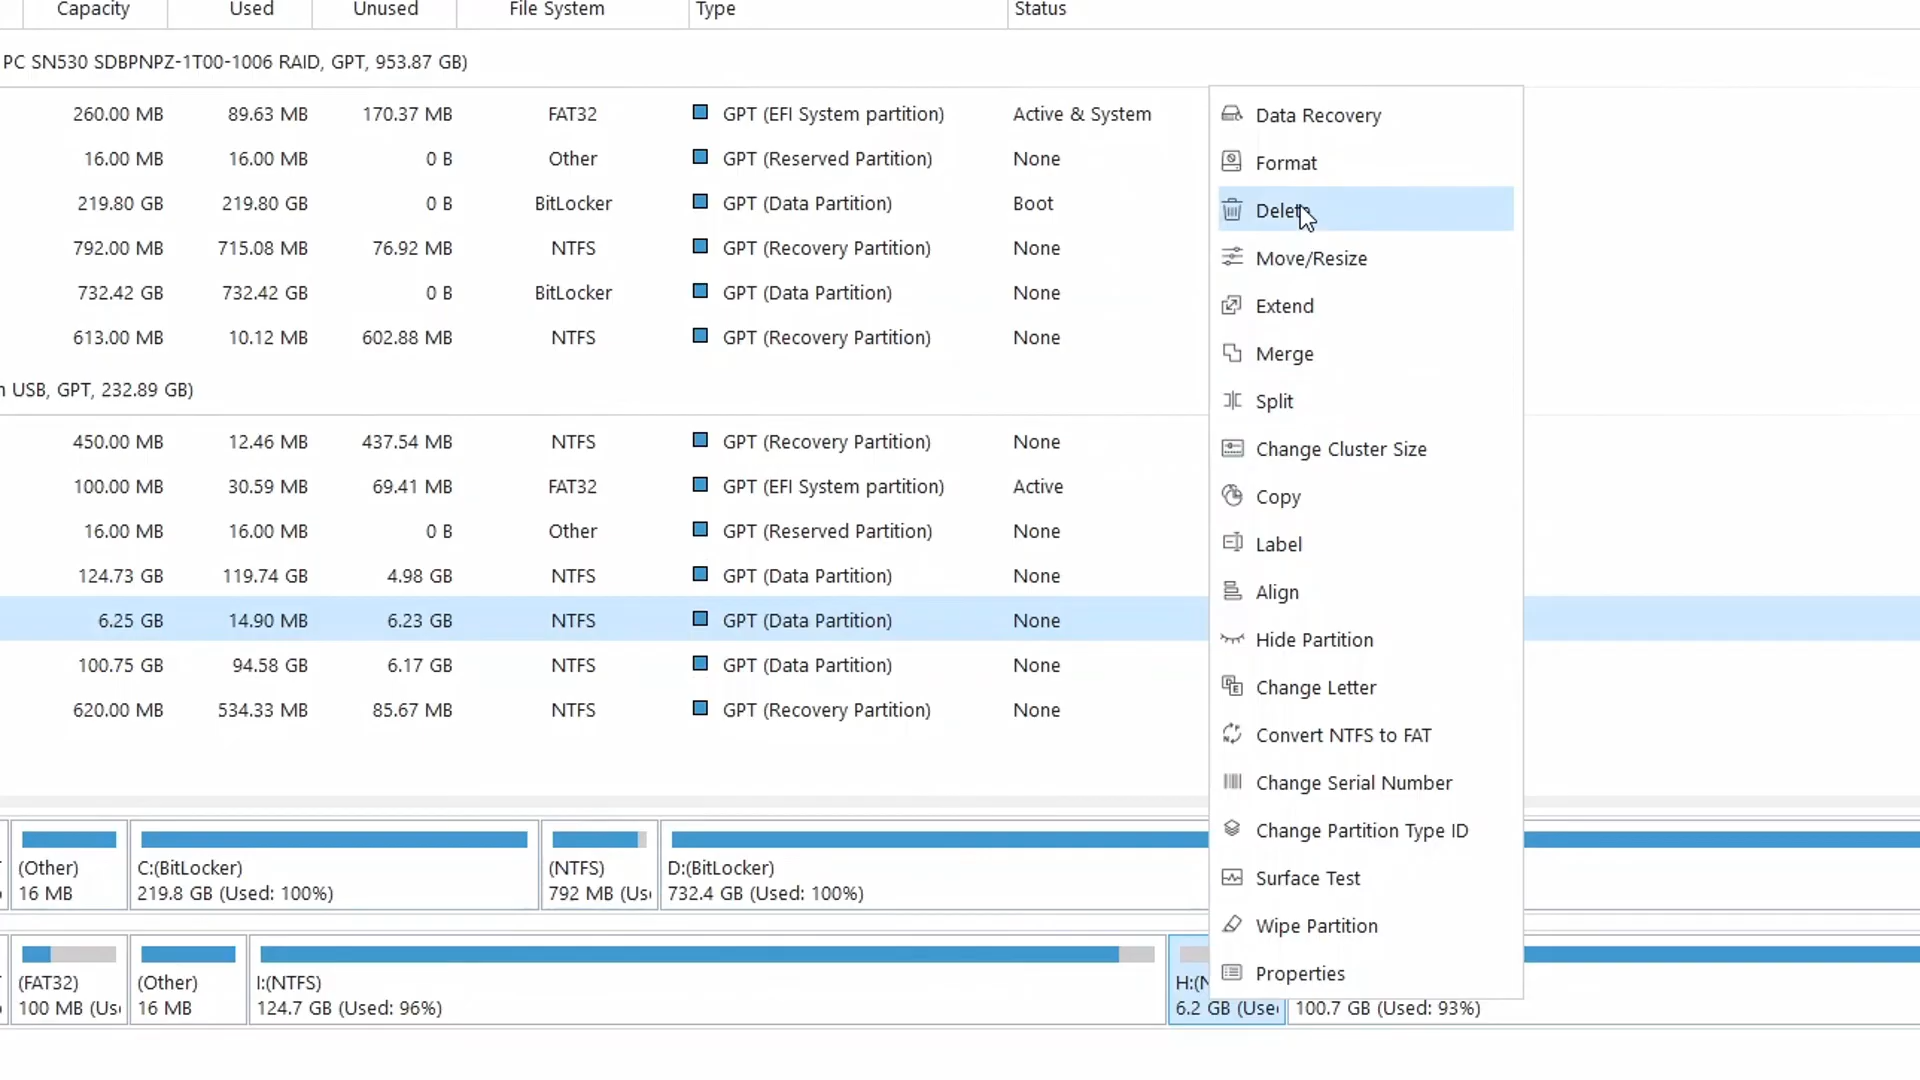 Capacity Used Unused File System Type Status
PC SN530 SDBPNPZ-1T00-1006 RAID, GPT, 953.87 GB)
260.00 MB 89.63 MB 170.37 MB FAT32 GPT (EFI System partition) Active & System
16.00 MB 16.00 MB 0 B Other GPT (Reserved Partition) None
219.80 GB 219.80 GB 0 B BitLocker GPT (Data Partition) Boot
792.00 MB 715.08 MB 76.92 MB NTFS GPT (Recovery Partition) None
732.42 GB 732.42 GB 0 B BitLocker GPT (Data Partition) None
613.00 MB 10.12 MB 602.88 MB NTFS GPT (Recovery Partition) None
USB, GPT, 232.89 GB)
450.00 MB 12.46 MB 437.54 MB NTFS GPT (Recovery Partition) None
100.00 MB 30.59 MB 69.41 MB FAT32 GPT (EFI System partition) Active
16.00 MB 16.00 MB 0 B Other GPT (Reserved Partition) None
124.73 GB 119.74 GB 4.98 GB NTFS GPT (Data Partition) None
6.25 GB 14.90 MB 6.23 GB NTFS GPT (Data Partition) None
100.75 GB 94.58 GB 6.17 GB NTFS GPT (Data Partition) None
620.00 MB 534.33 MB 85.67 MB NTFS GPT (Recovery Partition) None
Data Recovery
Format
Delete
Move/Resize
Extend
Merge
Split
Change Cluster Size
Copy
Label
Align
Hide Partition
Change Letter
Convert NTFS to FAT
Change Serial Number
Change Partition Type ID
Surface Test
Wipe Partition
Properties
(Other)
16 MB
C:(BitLocker)
219.8 GB (Used: 100%)
(NTFS)
792 MB (Us
D:(BitLocker)
732.4 GB (Used: 100%)
(FAT32)
100 MB (Us
(Other)
16 MB
I:(NTFS)
124.7 GB (Used: 96%)
H:(N
6.2 GB (Use
100.7 GB (Used: 93%)